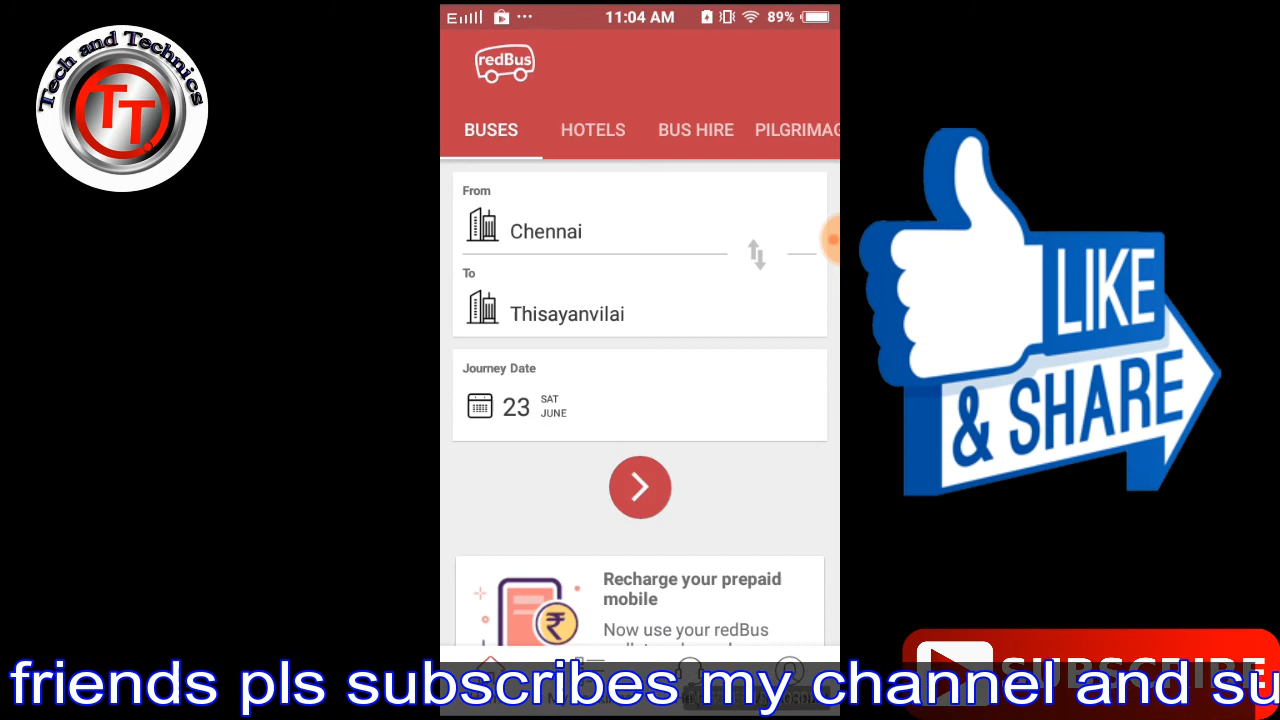 Tech and Technics
TT
11:04 AM
89%
redBus
BUSES HOTELS BUS HIRE PILGRIMAG
From
Chennai
To
Thisayanvilai
Journey Date
23 SAT
JUNE
Recharge your prepaid
mobile
Now use your redBus
LIKE
& SHARE
SUBSCRIBE
friends pls subscribes my channel and su